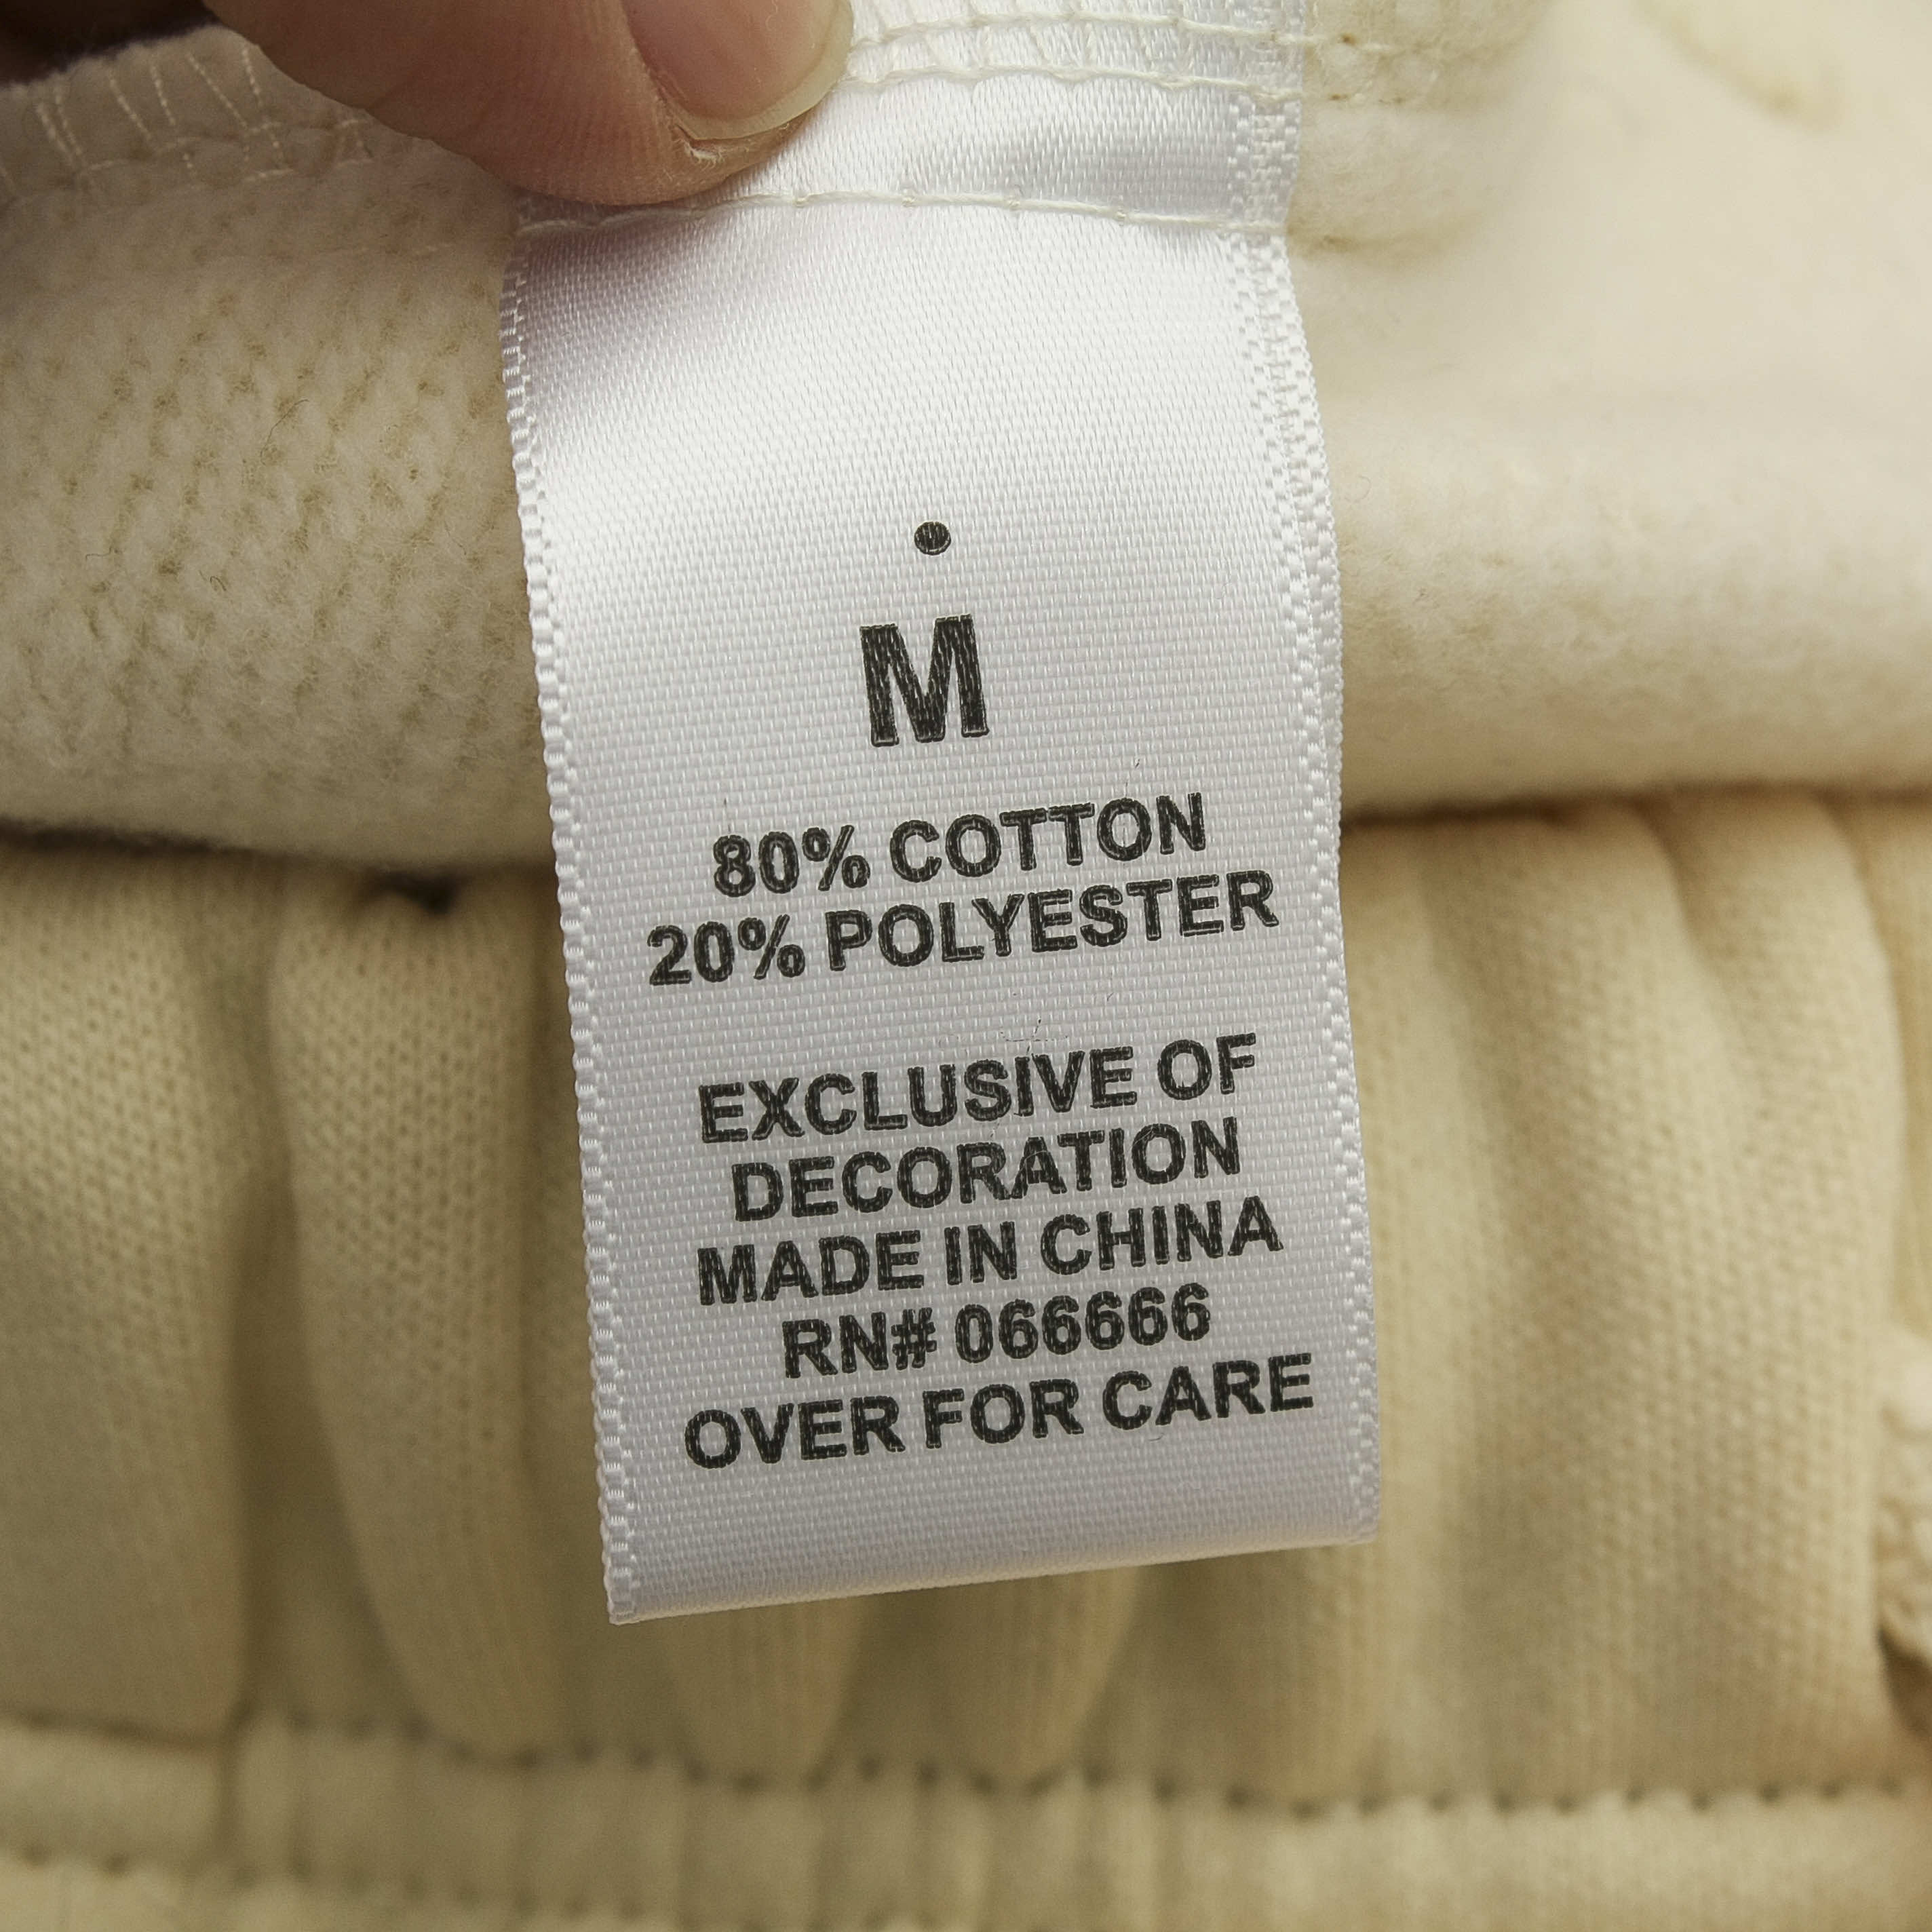 M
80% COTTON
20% POLYESTER
EXCLUSIVE OF
DECORATION
MADE IN CHINA
RN# 066666
OVER FOR CARE